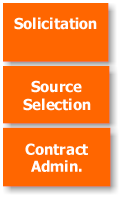 Solicitation
Source
Selection
Contract
Admin.